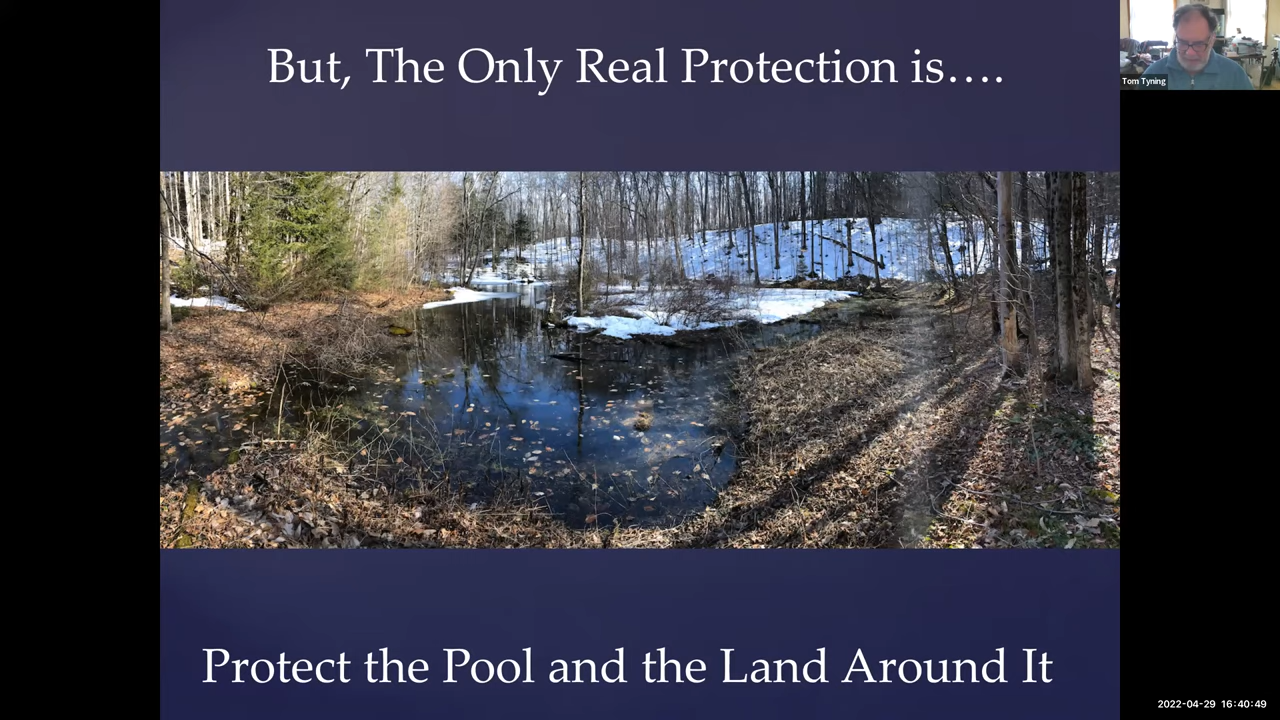 But, The Only Real Protection is….
Tom Tyning
Protect the Pool and the Land Around It
2022-04-29 16:40:49